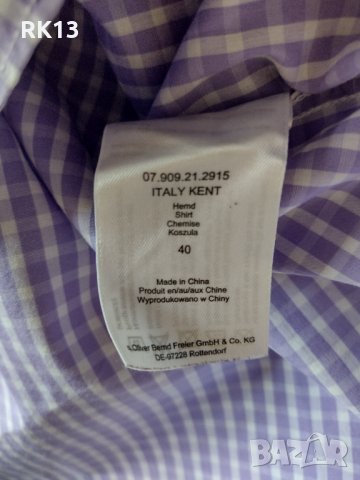 RK13
07.909.21.2915
ITALY KENT
Hemd
Shirt
Chemise
Koszula
40
Made in China
Produit en/au/aux Chine
Wyprodukowano w Chiny
s.Oliver Bernd Freier GmbH & Co. KG
DE-97228 Rottendorf
BAZAR